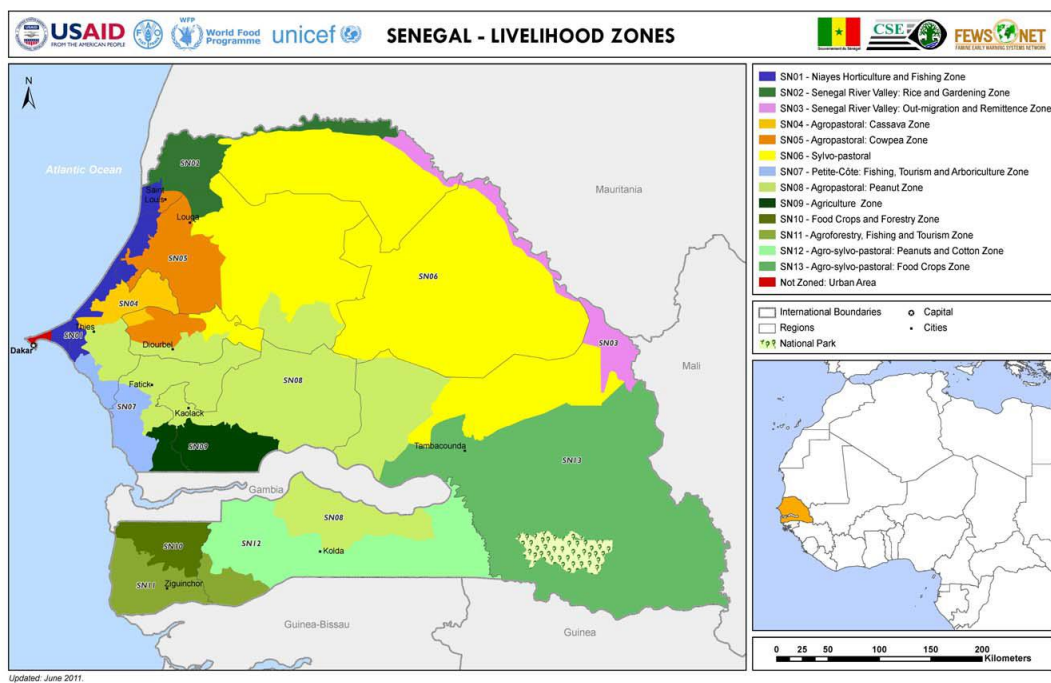 USAID
FROM THE AMERICAN PEOPLE
WFP
World Food
Programme
unicef
SENEGAL - LIVELIHOOD ZONES
Gouvernement du Sénégal
CSE
FEWS NET
FAMINE EARLY WARNING SYSTEMS NETWORK
N
Atlantic Ocean
Mauritania
Mali
Gambia
Guinea-Bissau
Guinea
SN02
Saint
Louis
Louga
SN05
SN06
SN04
Thies
SN01
Dakar
Diourbel
SN03
SN08
Fatick
SN07
Kaolack
SN09
Tambacounda
SN13
SN08
SN12
Kolda
SN10
SN11
Ziguinchor
SN01 - Niayes Horticulture and Fishing Zone
SN02 - Senegal River Valley: Rice and Gardening Zone
SN03 - Senegal River Valley: Out-migration and Remittence Zone
SN04 - Agropastoral: Cassava Zone
SN05 - Agropastoral: Cowpea Zone
SN06 - Sylvo-pastoral
SN07 - Petite-Côte: Fishing, Tourism and Arboriculture Zone
SN08 - Agropastoral: Peanut Zone
SN09 - Agriculture Zone
SN10 - Food Crops and Forestry Zone
SN11 - Agroforestry, Fishing and Tourism Zone
SN12 - Agro-sylvo-pastoral: Peanuts and Cotton Zone
SN13 - Agro-sylvo-pastoral: Food Crops Zone
Not Zoned: Urban Area
International Boundaries
Capital
Regions
Cities
National Park
0 25 50 100 150 200
Kilometers
Updated: June 2011.